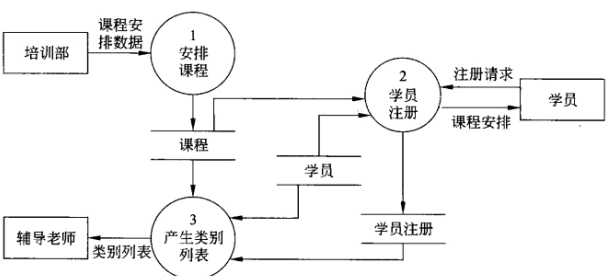 课程安
排数据
培训部
1
安排
课程
2
学员
注册
注册请求
学员
课程安排
课程
学员
学员注册
3
产生类别
列表
辅导老师
类别列表